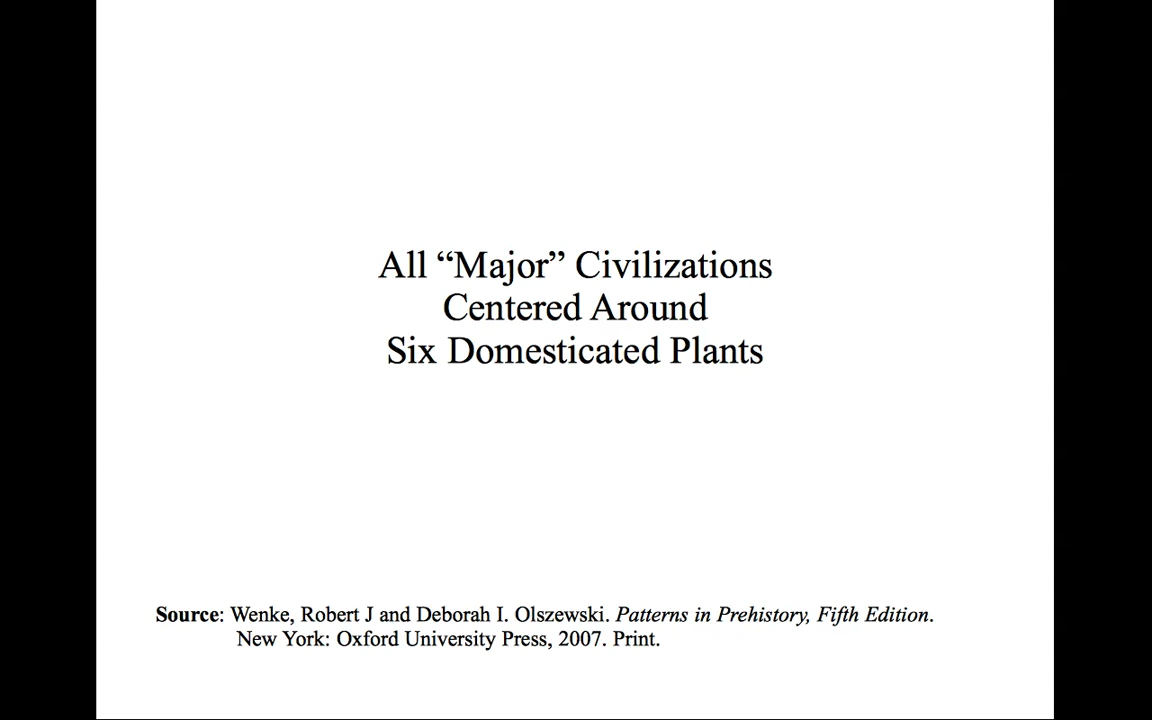 All “Major” Civilizations
Centered Around
Six Domesticated Plants
Source: Wenke, Robert J and Deborah I. Olszewski. Patterns in Prehistory, Fifth Edition.
New York: Oxford University Press, 2007. Print.